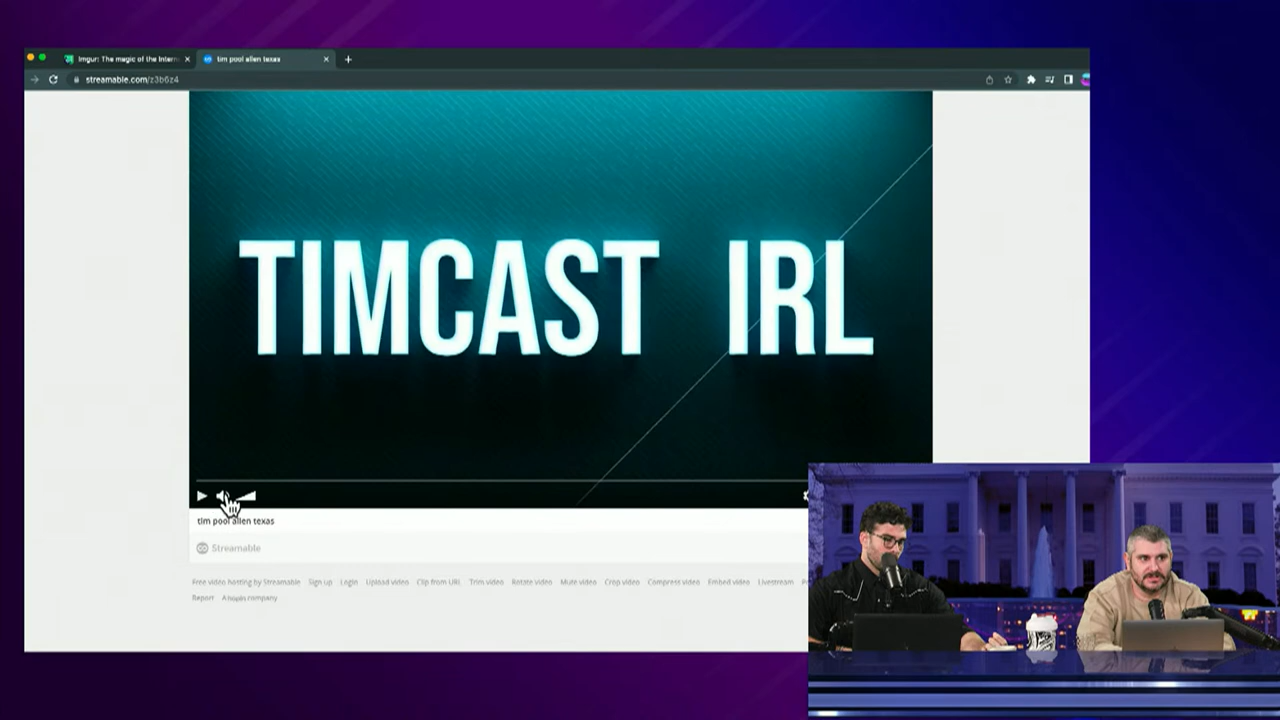 Imgur: The magic of the Intern
tim pool allen texas
streamable.com/z3b6z4
TIMCAST IRL
tim pool allen texas
Streamable
Free video hosting by Streamable Sign up Login Upload video Clip from URL Trim video Rotate video Mute video Crop video Compress video Embed video Livestream
Report A hopin company